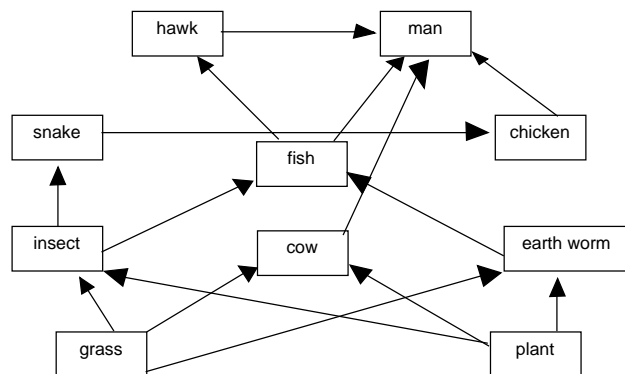 hawk
man
snake
chicken
fish
insect
cow
earth worm
grass
plant